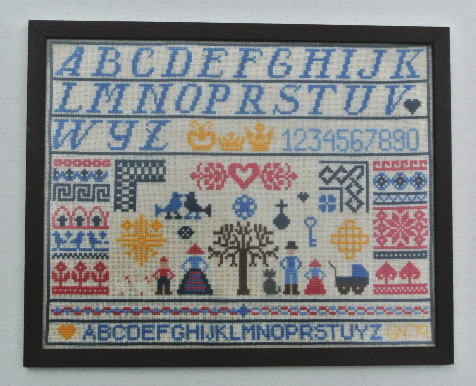 ABCDEFGHIJK
LMNOPRSTUV
WYZ 1234567890
ABCDEFGHIJKLMNOPRSTUYZ